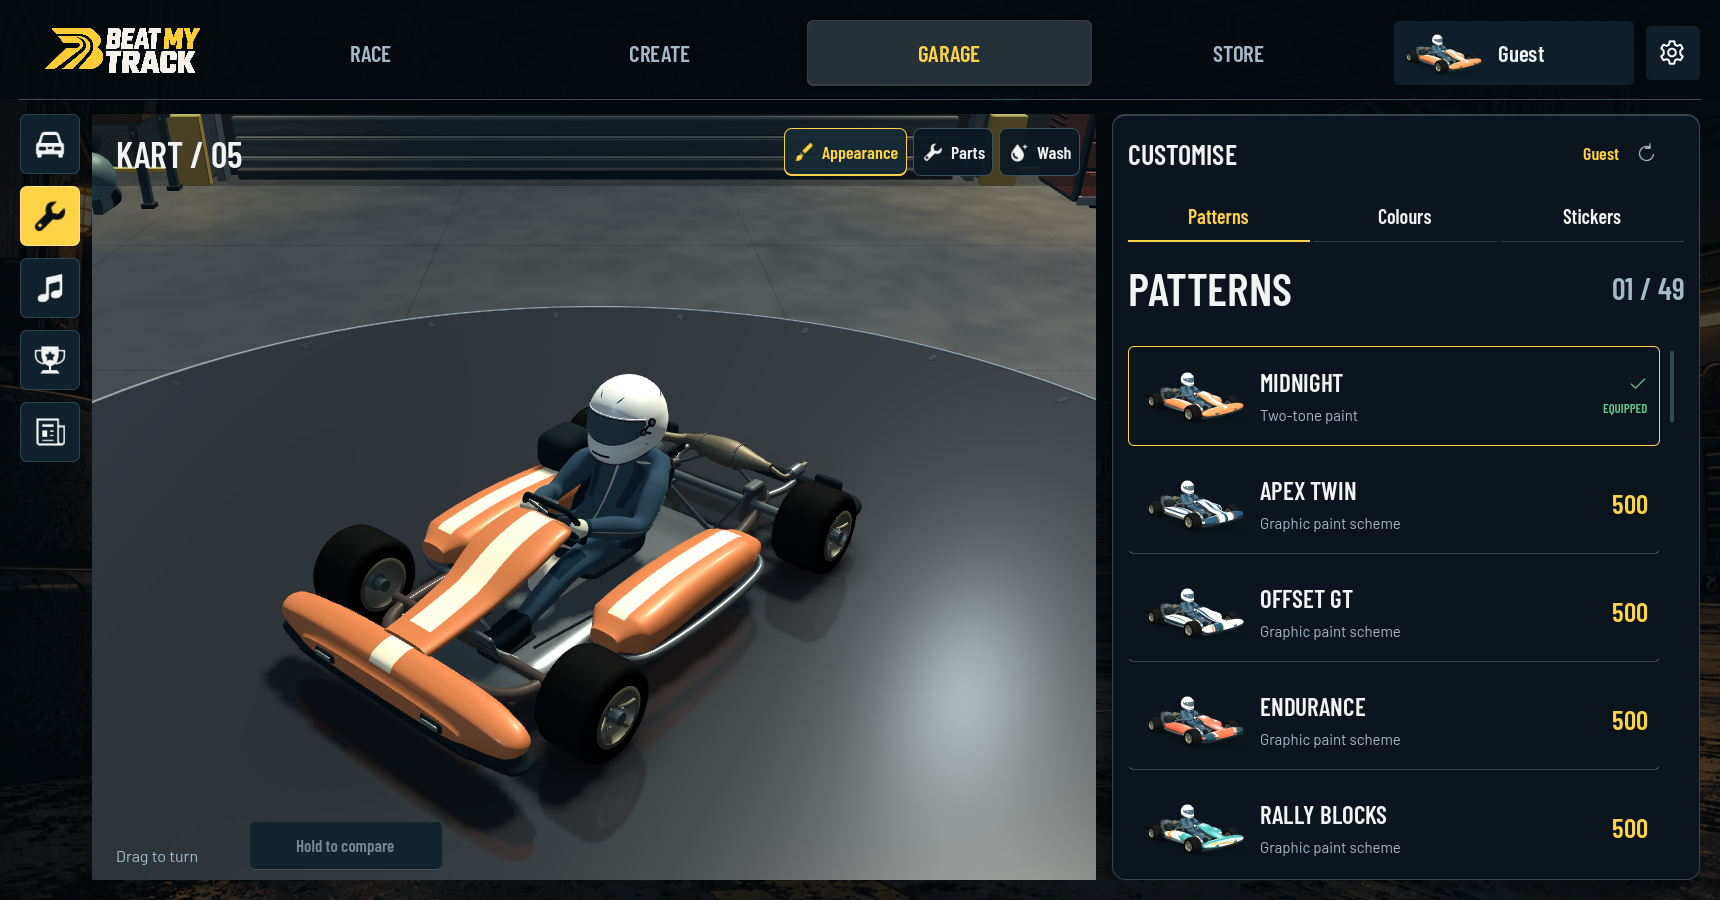 BEAT MY
TRACK
RACE
CREATE
GARAGE
STORE
Guest
KART / 05
Appearance
Parts
Wash
Drag to turn
Hold to compare
CUSTOMISE
Guest
Patterns
Colours
Stickers
PATTERNS
01 / 49
MIDNIGHT
Two-tone paint
EQUIPPED
APEX TWIN
Graphic paint scheme
500
OFFSET GT
Graphic paint scheme
500
ENDURANCE
Graphic paint scheme
500
RALLY BLOCKS
Graphic paint scheme
500